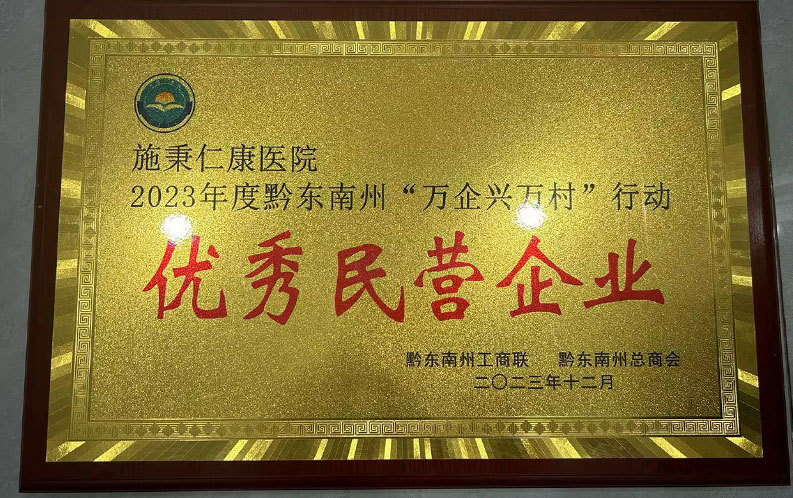 施秉仁康医院
2023年度黔东南州“万企兴万村”行动
优秀民营企业
黔东南州工商联 黔东南州总商会
二〇二三年十二月